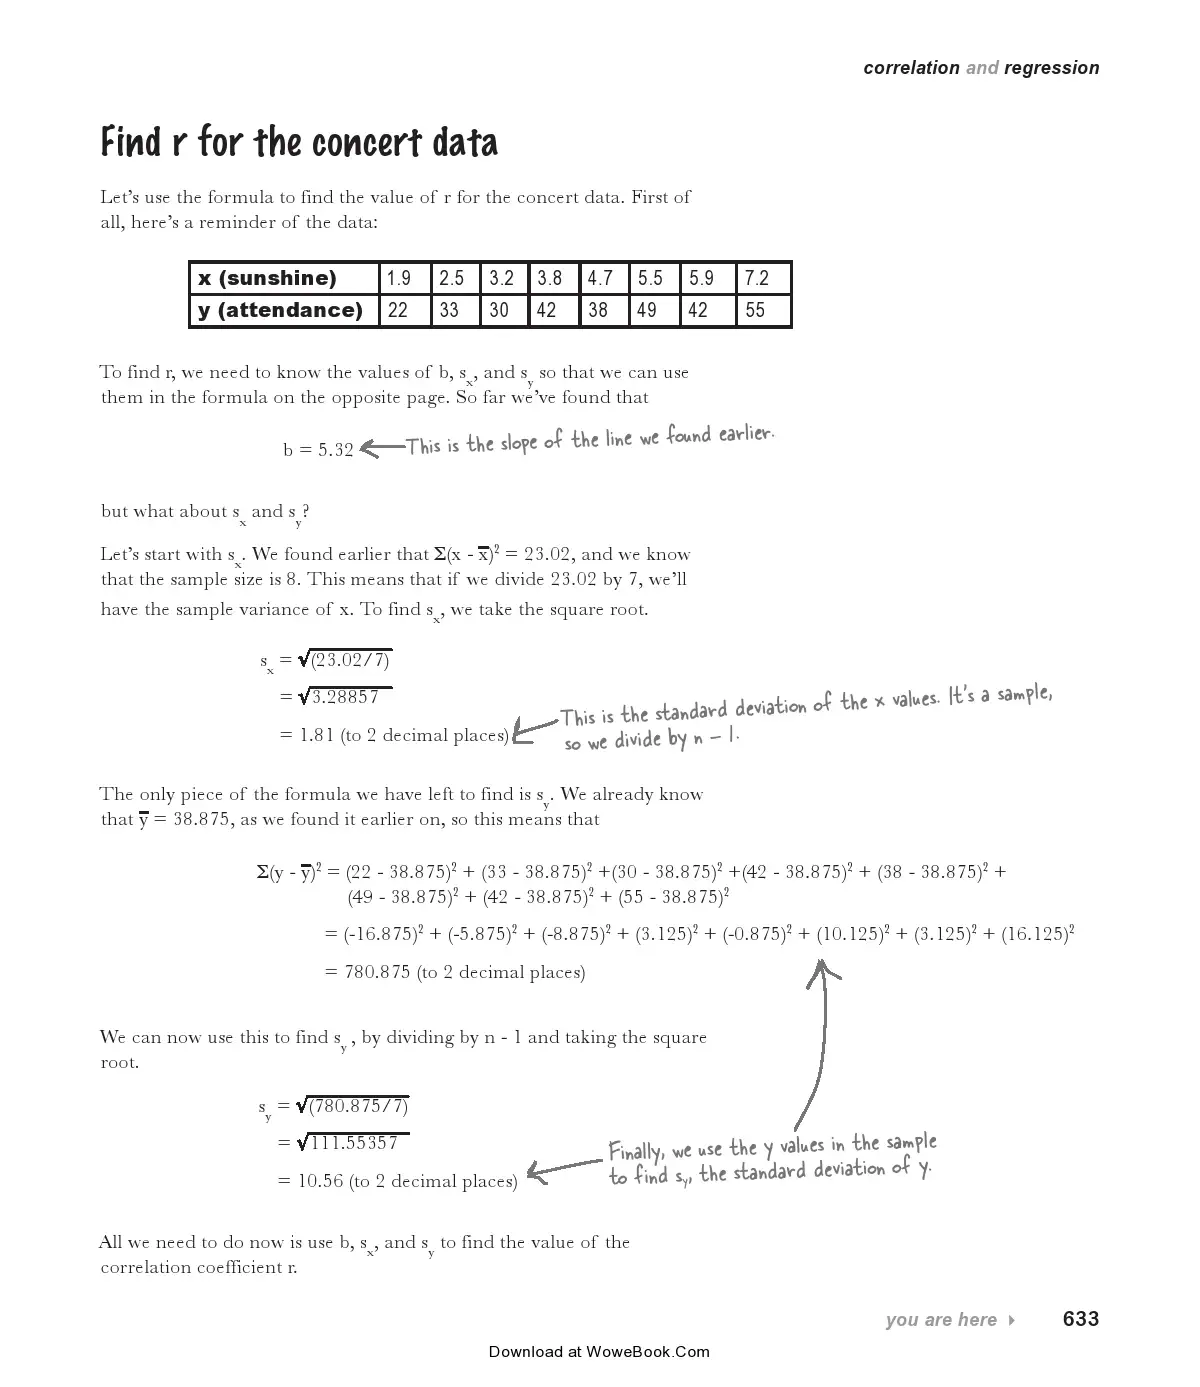 correlation and regression
Find r for the concert data
Let’s use the formula to find the value of r for the concert data. First of
all, here’s a reminder of the data:
x (sunshine) 1.9 2.5 3.2 3.8 4.7 5.5 5.9 7.2
y (attendance) 22 33 30 42 38 49 42 55
To find r, we need to know the values of b, sₓ, and s_y so that we can use
them in the formula on the opposite page. So far we’ve found that
b = 5.32
This is the slope of the line we found earlier.
but what about sₓ and s_y?
Let’s start with sₓ. We found earlier that Σ(x - x̅)² = 23.02, and we know
that the sample size is 8. This means that if we divide 23.02 by 7, we’ll
have the sample variance of x. To find sₓ, we take the square root.
sₓ = √(23.02/7)
= √3.28857
= 1.81 (to 2 decimal places)
This is the standard deviation of the x values. It’s a sample,
so we divide by n – 1.
The only piece of the formula we have left to find is s_y. We already know
that y̅ = 38.875, as we found it earlier on, so this means that
Σ(y - y̅)² = (22 - 38.875)² + (33 - 38.875)² +(30 - 38.875)² +(42 - 38.875)² + (38 - 38.875)² +
(49 - 38.875)² + (42 - 38.875)² + (55 - 38.875)²
= (-16.875)² + (-5.875)² + (-8.875)² + (3.125)² + (-0.875)² + (10.125)² + (3.125)² + (16.125)²
= 780.875 (to 2 decimal places)
We can now use this to find s_y , by dividing by n - 1 and taking the square
root.
s_y = √(780.875/7)
= √111.55357
= 10.56 (to 2 decimal places)
Finally, we use the y values in the sample
to find s_y, the standard deviation of y.
All we need to do now is use b, sₓ, and s_y to find the value of the
correlation coefficient r.
you are here ▸ 633
Download at WoweBook.Com